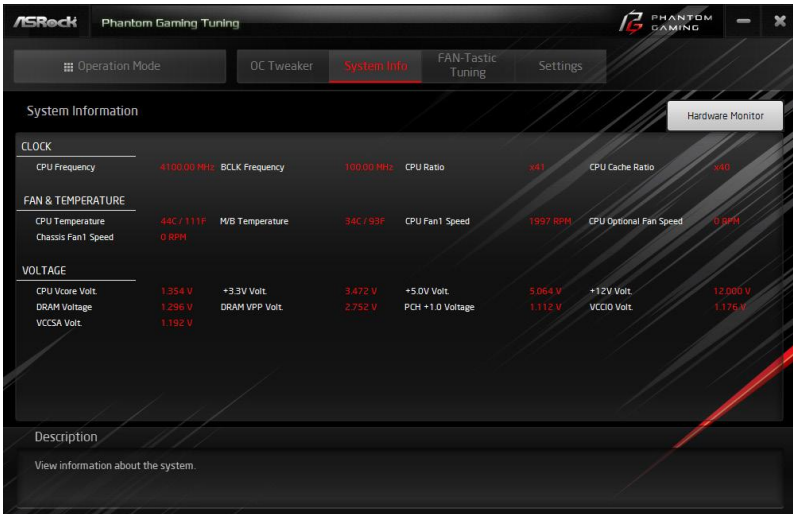 ASRock Phantom Gaming Tuning PHANTOM GAMING
Operation Mode OC Tweaker System Info FAN-Tastic Tuning Settings
System Information Hardware Monitor
CLOCK
CPU Frequency 4100.00 MHz BCLK Frequency 100.00 MHz CPU Ratio x41 CPU Cache Ratio x40
FAN & TEMPERATURE
CPU Temperature 44C / 111F M/B Temperature 34C / 93F CPU Fan1 Speed 1997 RPM CPU Optional Fan Speed 0 RPM
Chassis Fan1 Speed 0 RPM
VOLTAGE
CPU Vcore Volt. 1.354 V +3.3V Volt. 3.472 V +5.0V Volt. 5.064 V +12V Volt. 12.000 V
DRAM Voltage 1.296 V DRAM VPP Volt. 2.752 V PCH +1.0 Voltage 1.112 V VCCIO Volt. 1.176 V
VCCSA Volt. 1.192 V
Description
View information about the system.